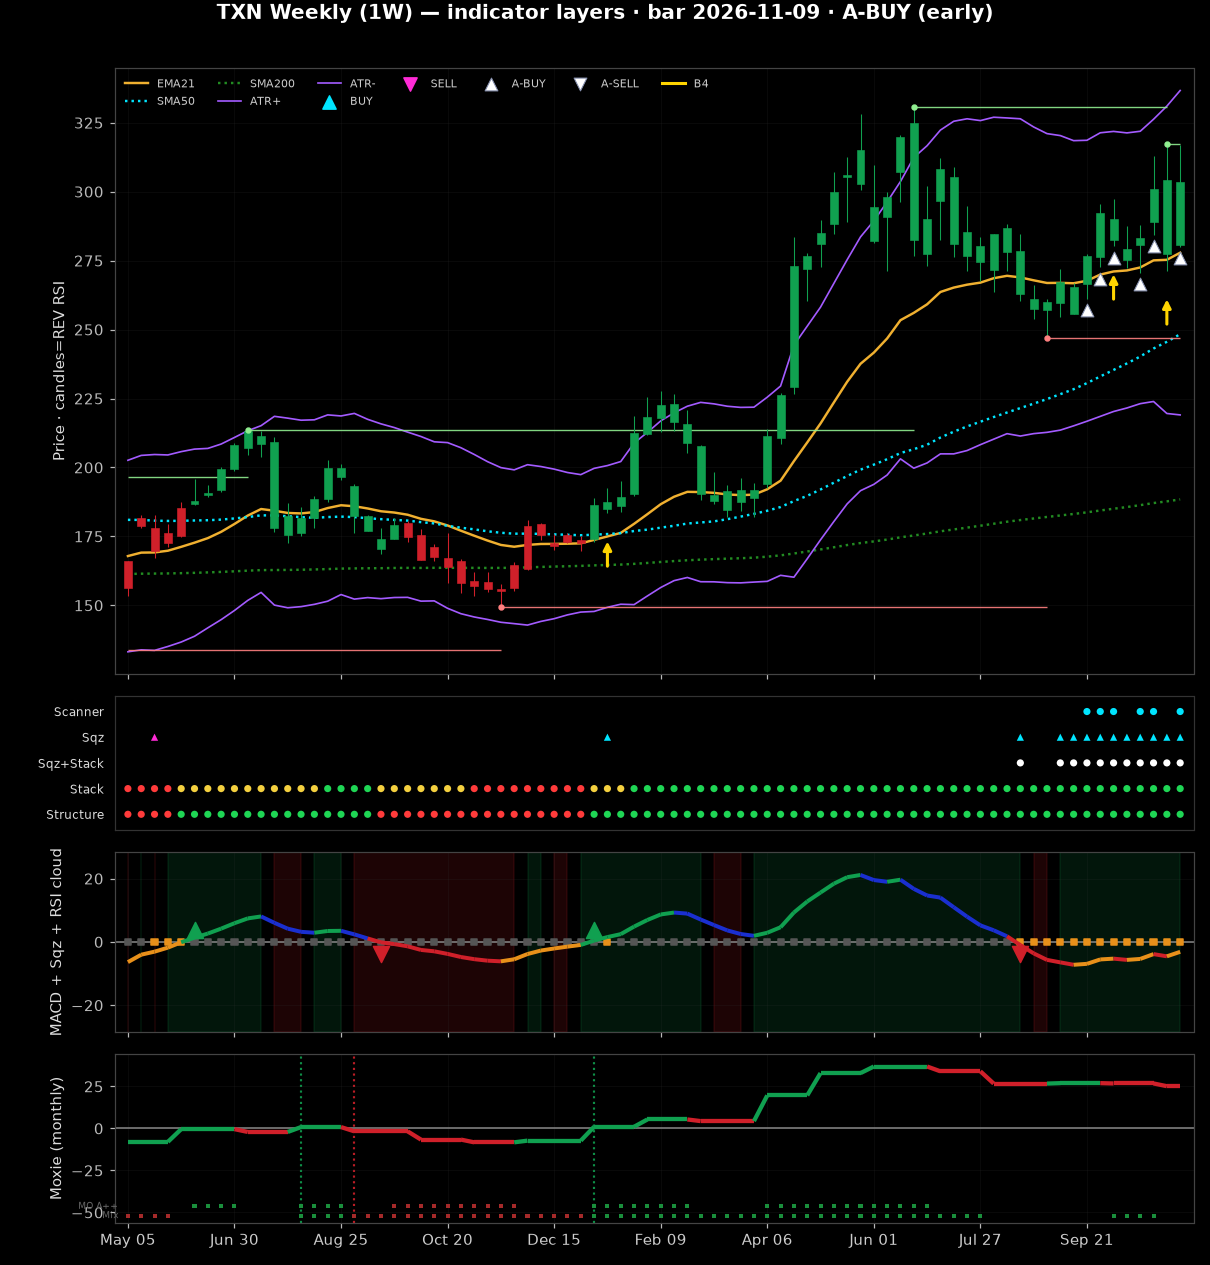 TXN Weekly (1W) — indicator layers · bar 2026-11-09 · A-BUY (early)
EMA21 SMA200 ATR- SELL A-BUY A-SELL B4
SMA50 ATR+ BUY
Price · candles=REV RSI
325
300
275
250
225
200
175
150
Scanner
Sqz
Sqz+Stack
Stack
Structure
MACD + Sqz + RSI cloud
20
0
−20
Moxie (monthly)
25
0
−25
−50
May 05 Jun 30 Aug 25 Oct 20 Dec 15 Feb 09 Apr 06 Jun 01 Jul 27 Sep 21